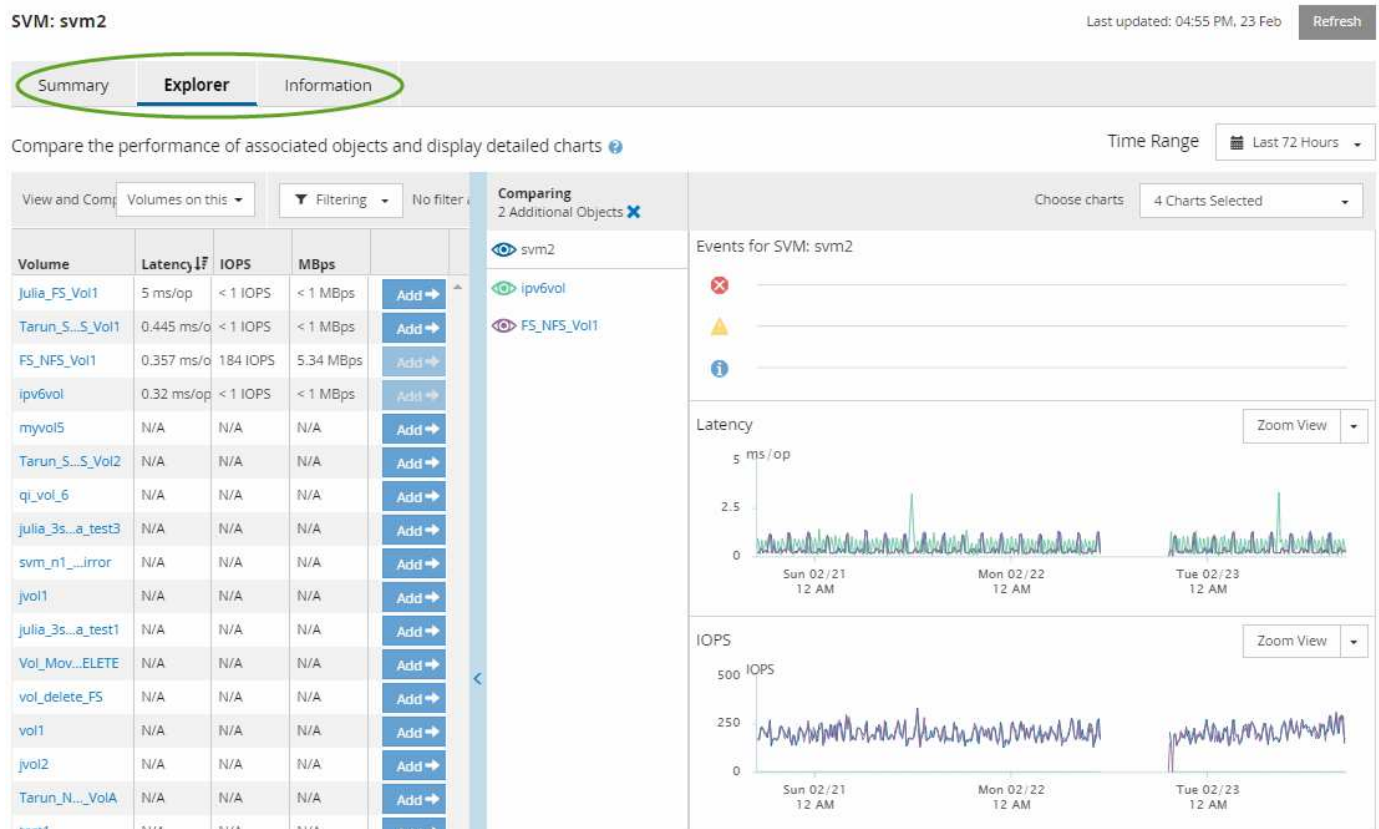 SVM: svm2
Last updated: 04:55 PM, 23 Feb Refresh
Summary Explorer Information
Compare the performance of associated objects and display detailed charts ?
Time Range Last 72 Hours
View and Comp Volumes on this Filtering No filter
Comparing
2 Additional Objects
Choose charts 4 Charts Selected
Volume Latency IOPS MBps
Julia_FS_Vol1 5 ms/op < 1 IOPS < 1 MBps Add
Tarun_S...S_Vol1 0.445 ms/o < 1 IOPS < 1 MBps Add
FS_NFS_Vol1 0.357 ms/o 184 IOPS 5.34 MBps Add
ipv6vol 0.32 ms/op < 1 IOPS < 1 MBps Add
myvol5 N/A N/A N/A Add
Tarun_S...S_Vol2 N/A N/A N/A Add
qi_vol_6 N/A N/A N/A Add
julia_3s...a_test3 N/A N/A N/A Add
svm_n1_...irror N/A N/A N/A Add
jvol1 N/A N/A N/A Add
julia_3s...a_test1 N/A N/A N/A Add
Vol_Mov...ELETE N/A N/A N/A Add
vol_delete_FS N/A N/A N/A Add
vol1 N/A N/A N/A Add
jvol2 N/A N/A N/A Add
Tarun_N..._VolA N/A N/A N/A Add
svm2
ipv6vol
FS_NFS_Vol1
Events for SVM: svm2
Latency Zoom View
5 ms/op
2.5
0
Sun 02/21 Mon 02/22 Tue 02/23
12 AM 12 AM 12 AM
IOPS Zoom View
500 IOPS
250
0
Sun 02/21 Mon 02/22 Tue 02/23
12 AM 12 AM 12 AM